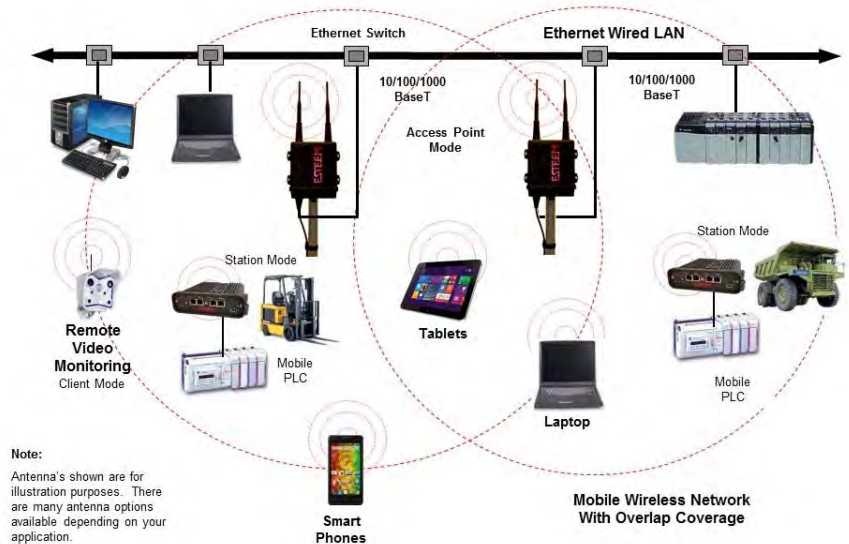 Ethernet Switch
Ethernet Wired LAN
10/100/1000
BaseT
10/100/1000
BaseT
Access Point
Mode
ESTEEM
ESTEEM
Station Mode
Station Mode
Remote
Video
Monitoring
Client Mode
Mobile
PLC
Tablets
Mobile
PLC
Laptop
Note:
Antenna's shown are for
illustration purposes. There
are many antenna options
available depending on your
application.
Smart
Phones
Mobile Wireless Network
With Overlap Coverage